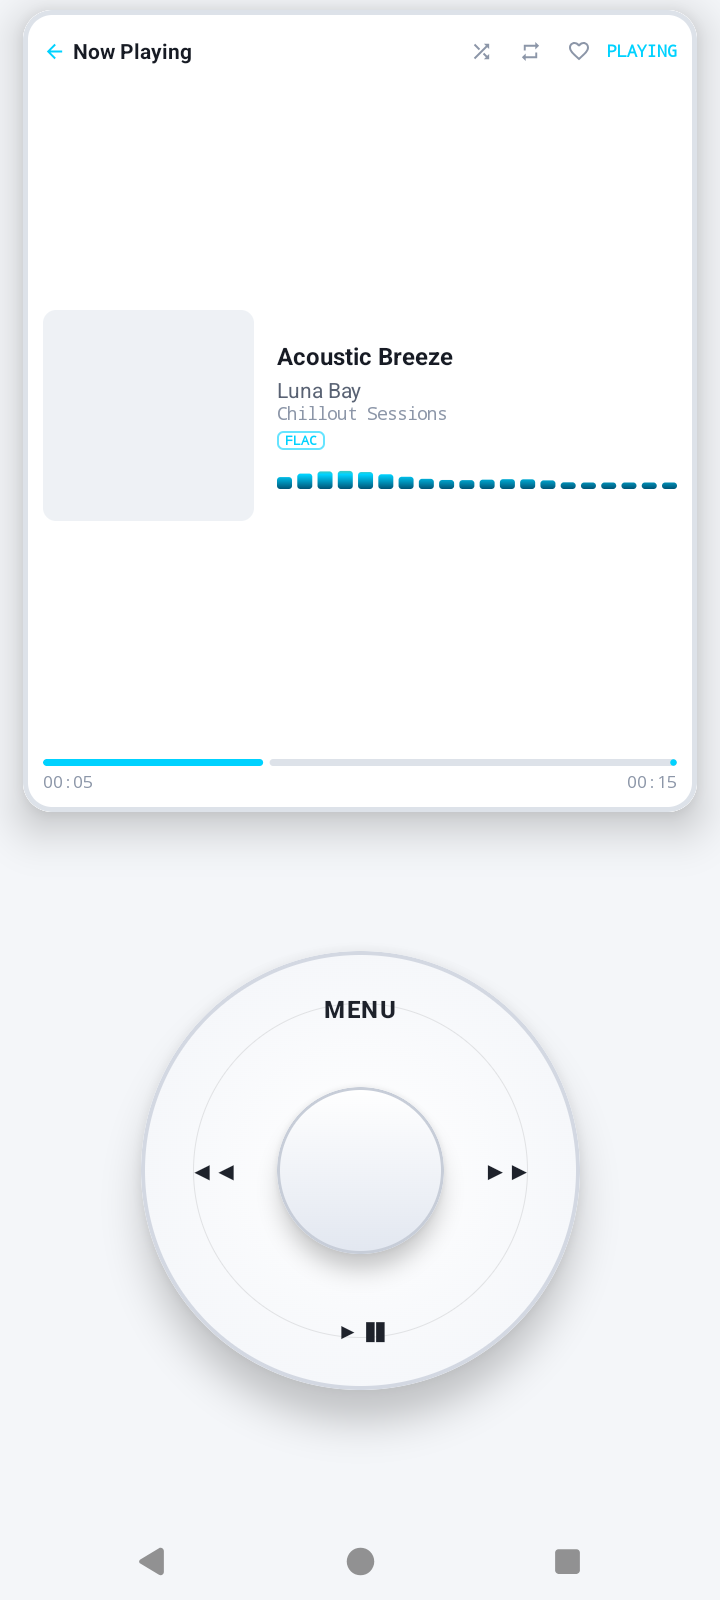 Now Playing
PLAYING
Acoustic Breeze
Luna Bay
Chillout Sessions
FLAC
00:05
00:15
MENU